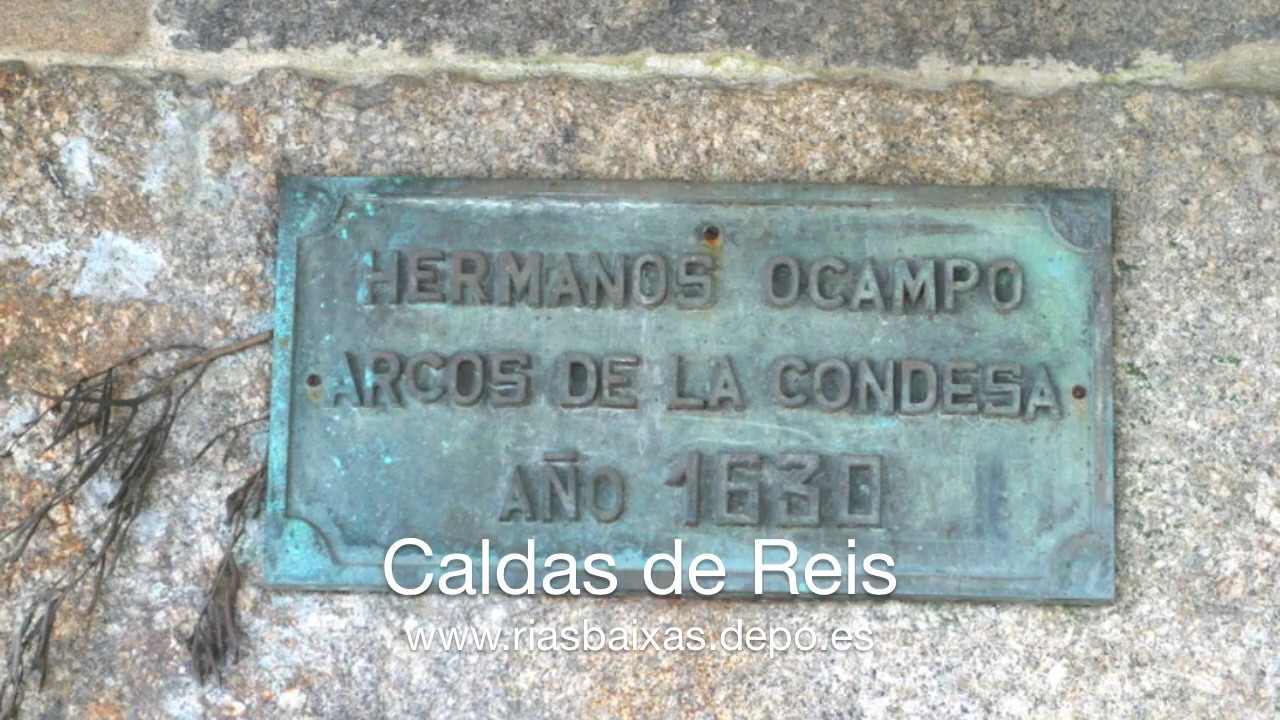 HERMANOS OCAMPO
ARCOS DE LA CONDESA
AÑO 1630
Caldas de Reis
www.riasbaixas.depo.es